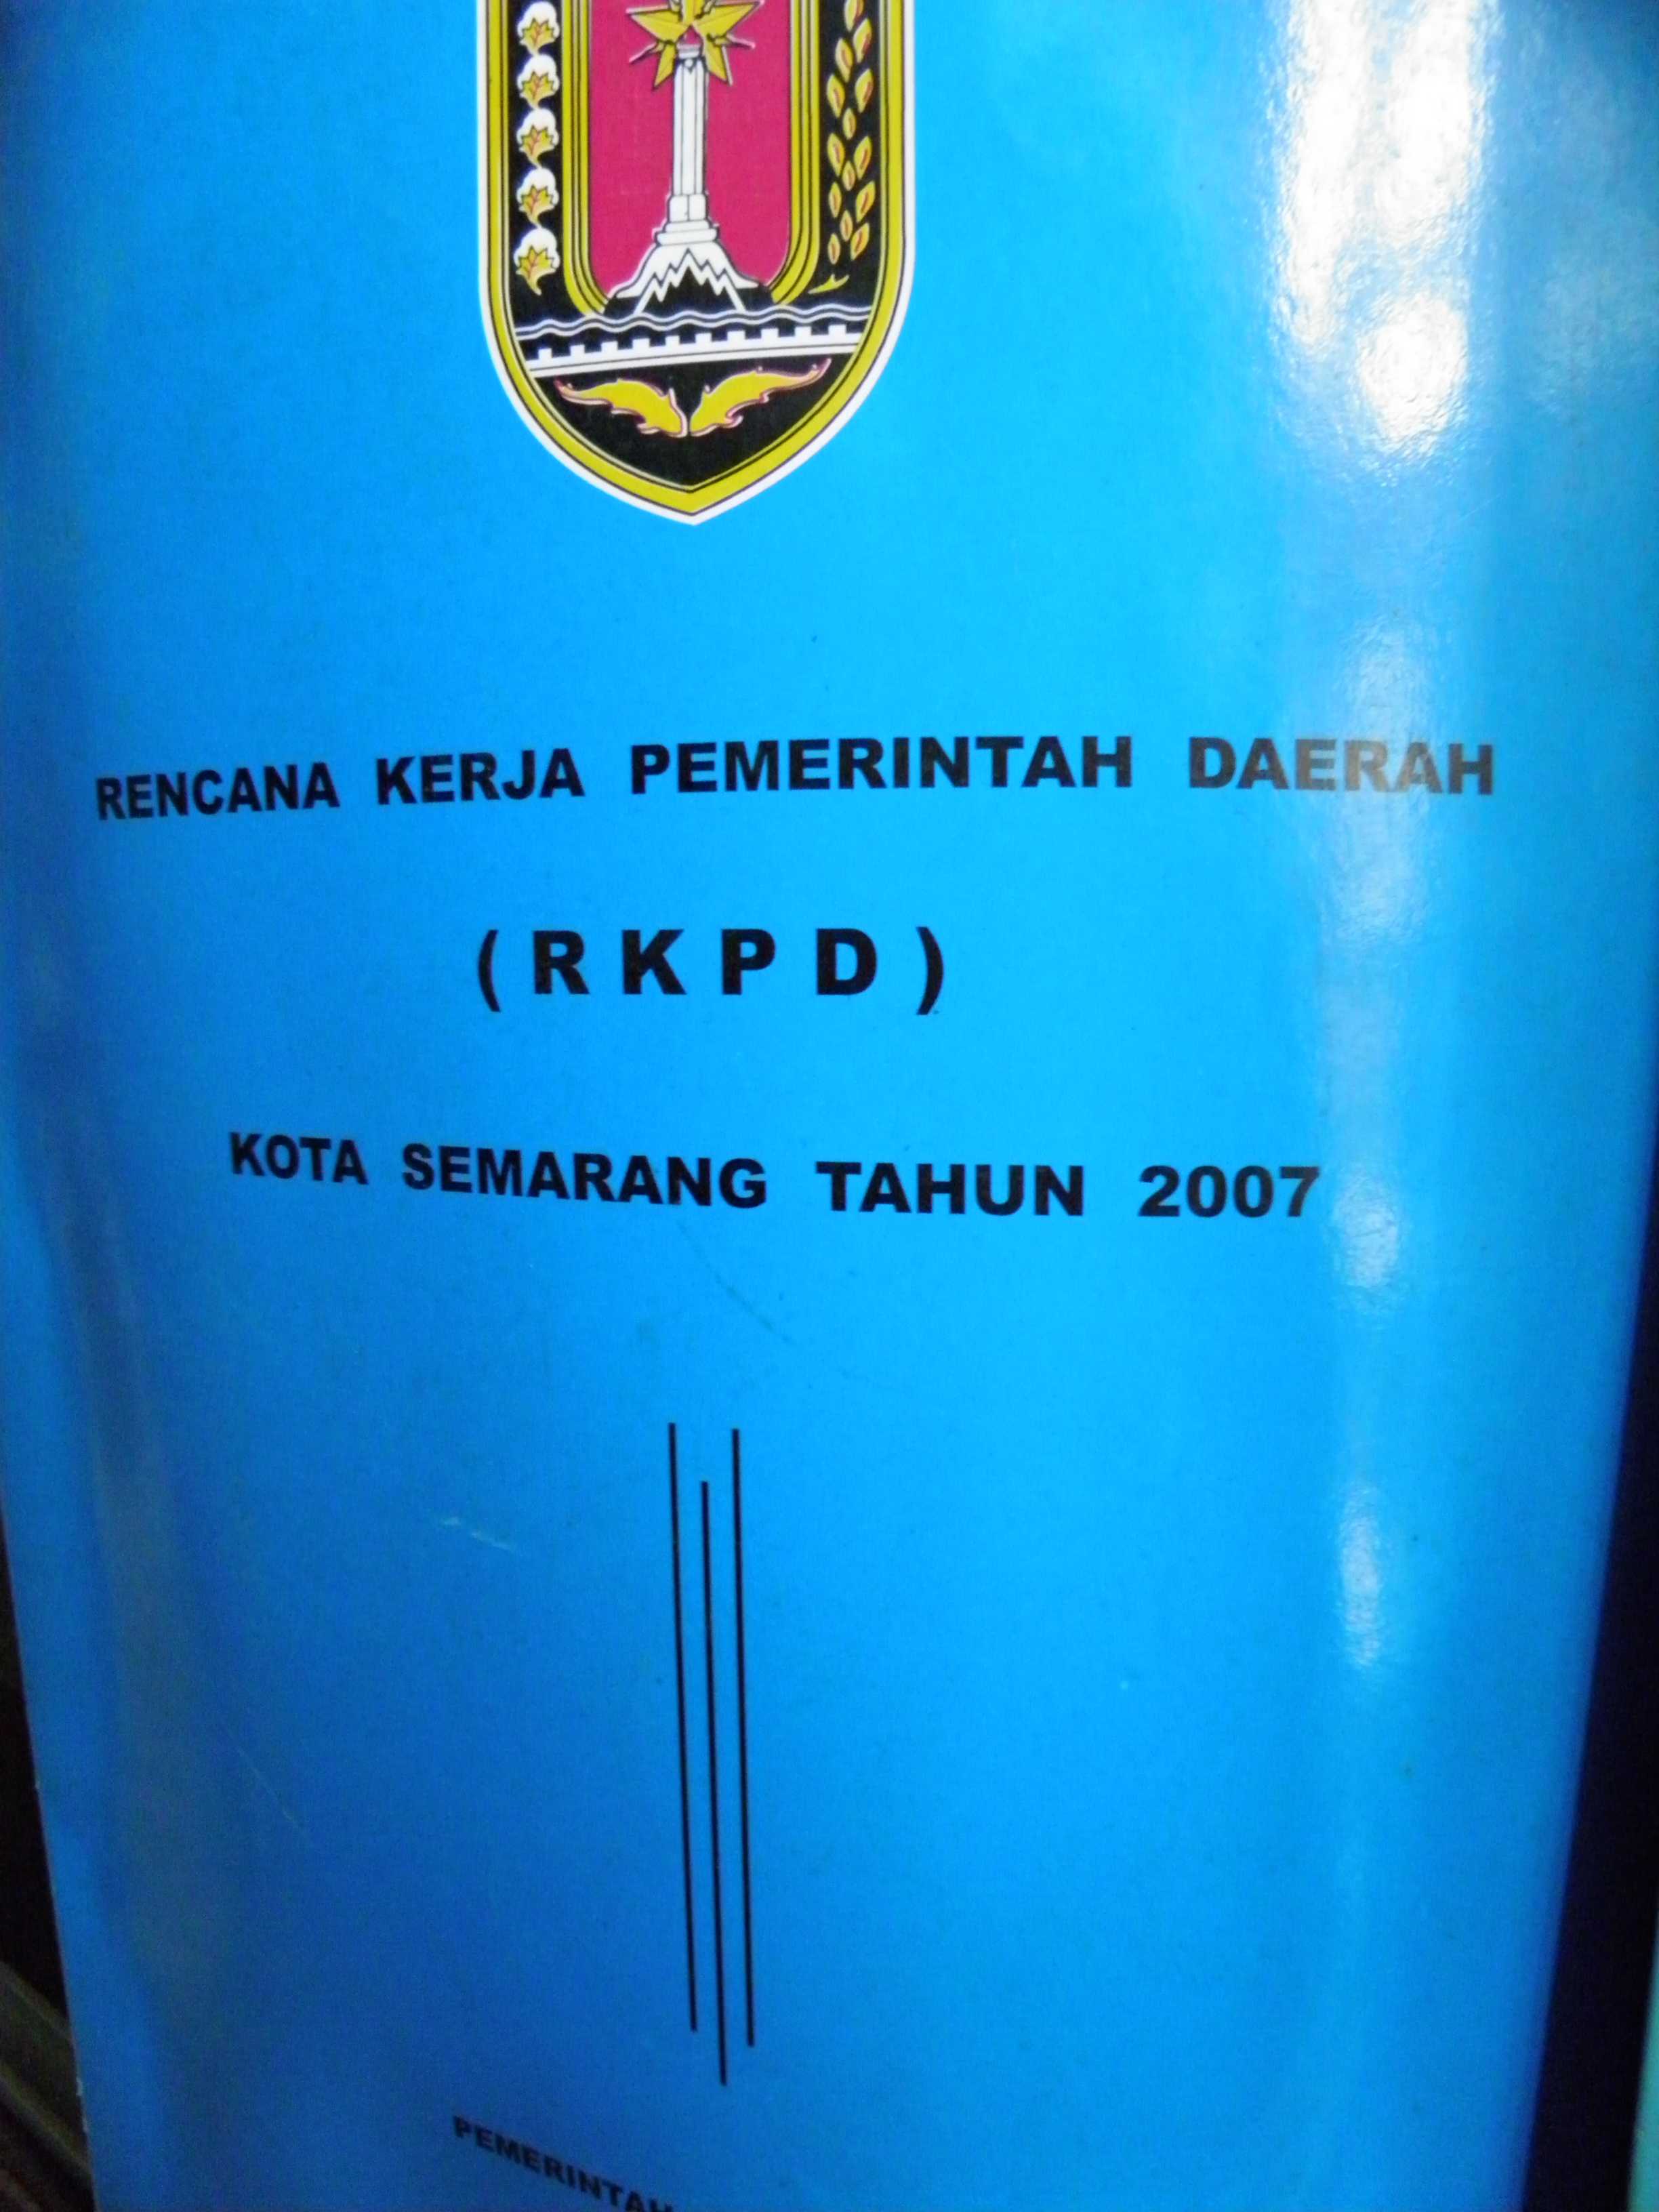 RENCANA KERJA PEMERINTAH DAERAH
( R K P D )
KOTA SEMARANG TAHUN 2007
PEMERINTAH